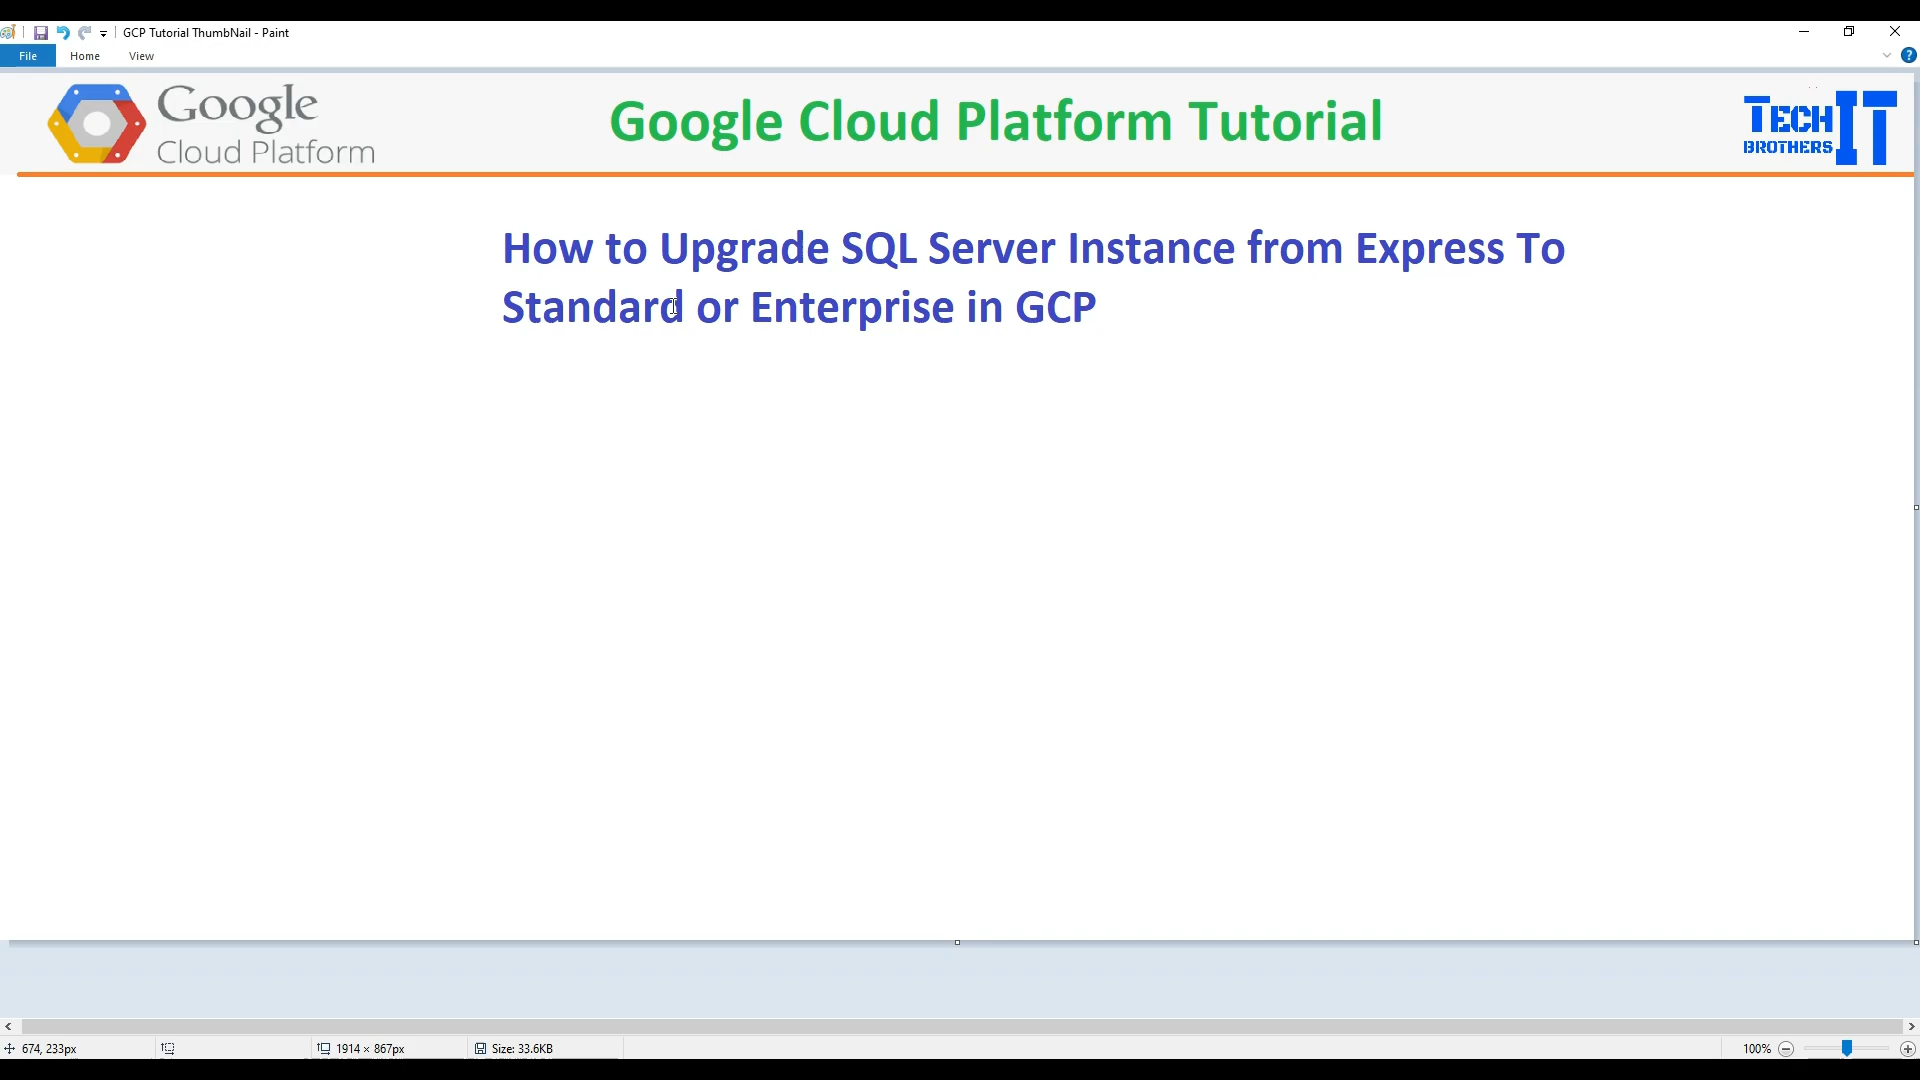 GCP Tutorial ThumbNail - Paint
File Home View
Google
Cloud Platform
Google Cloud Platform Tutorial
TECH IT
BROTHERS
How to Upgrade SQL Server Instance from Express To
Standard or Enterprise in GCP
674, 233px
1914 × 867px
Size: 33.6KB
100%